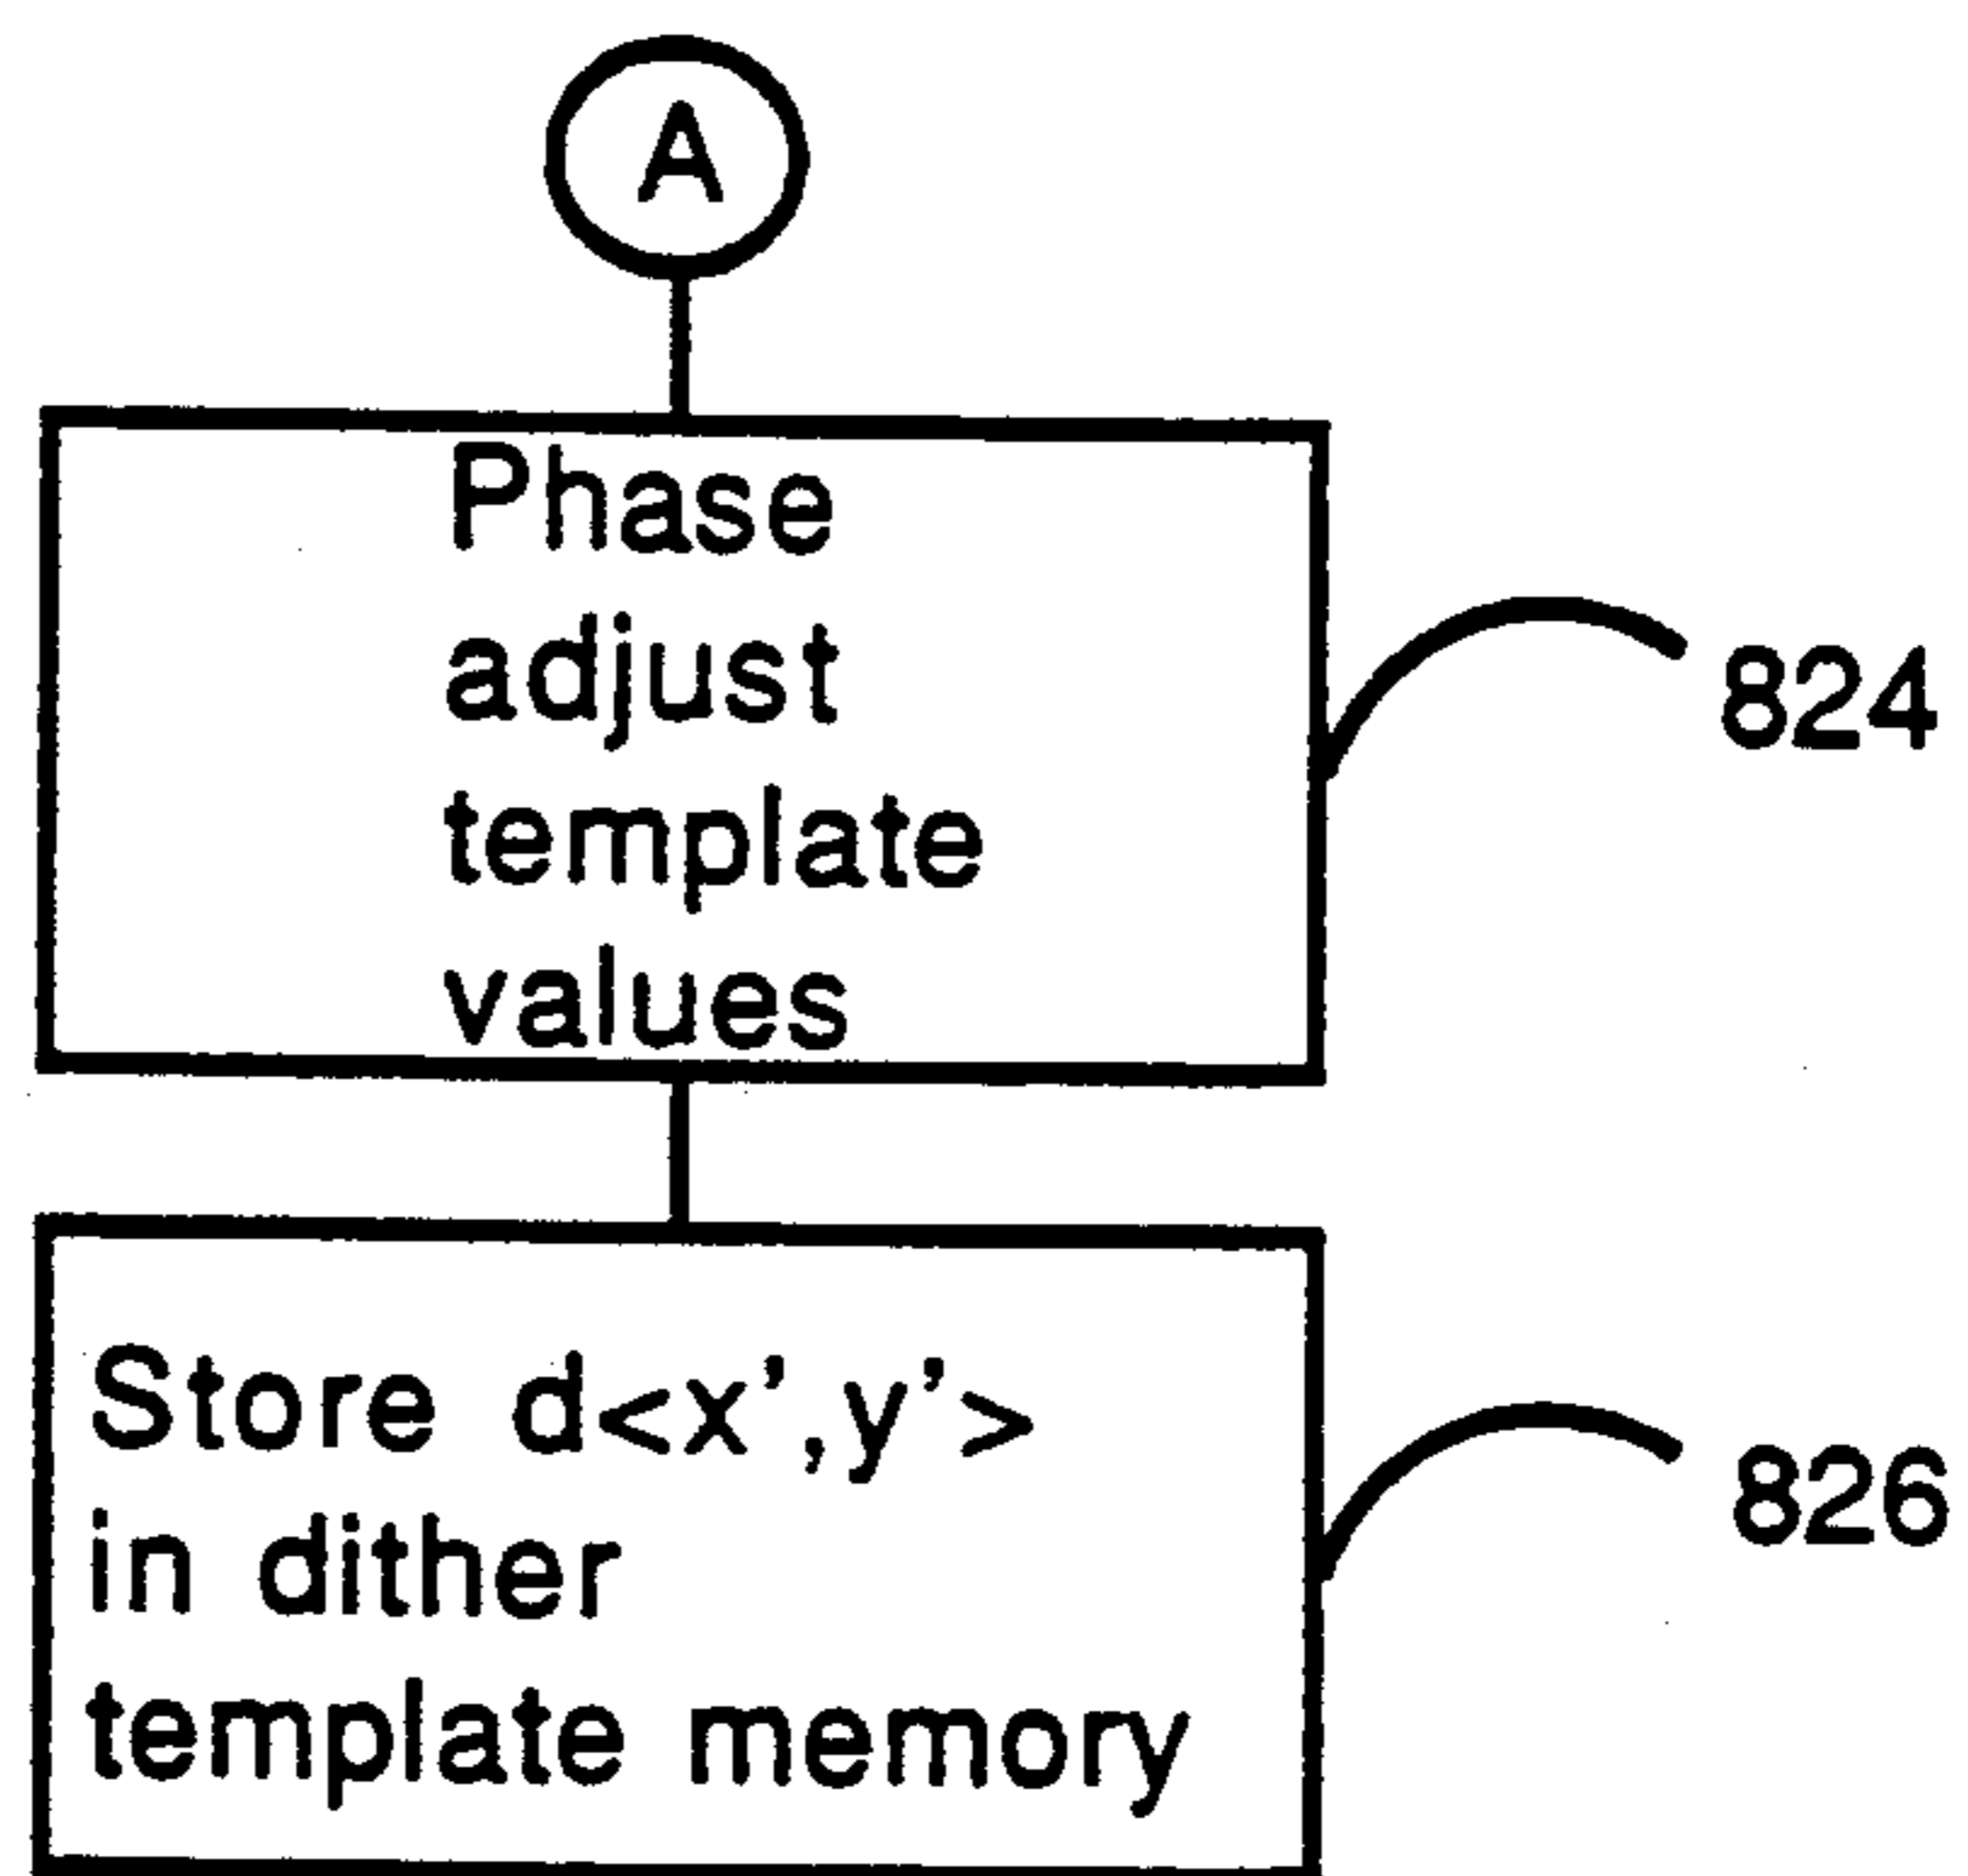 A
Phase
adjust
template
values
824
Store d<x’,y’>
in dither
template memory
826